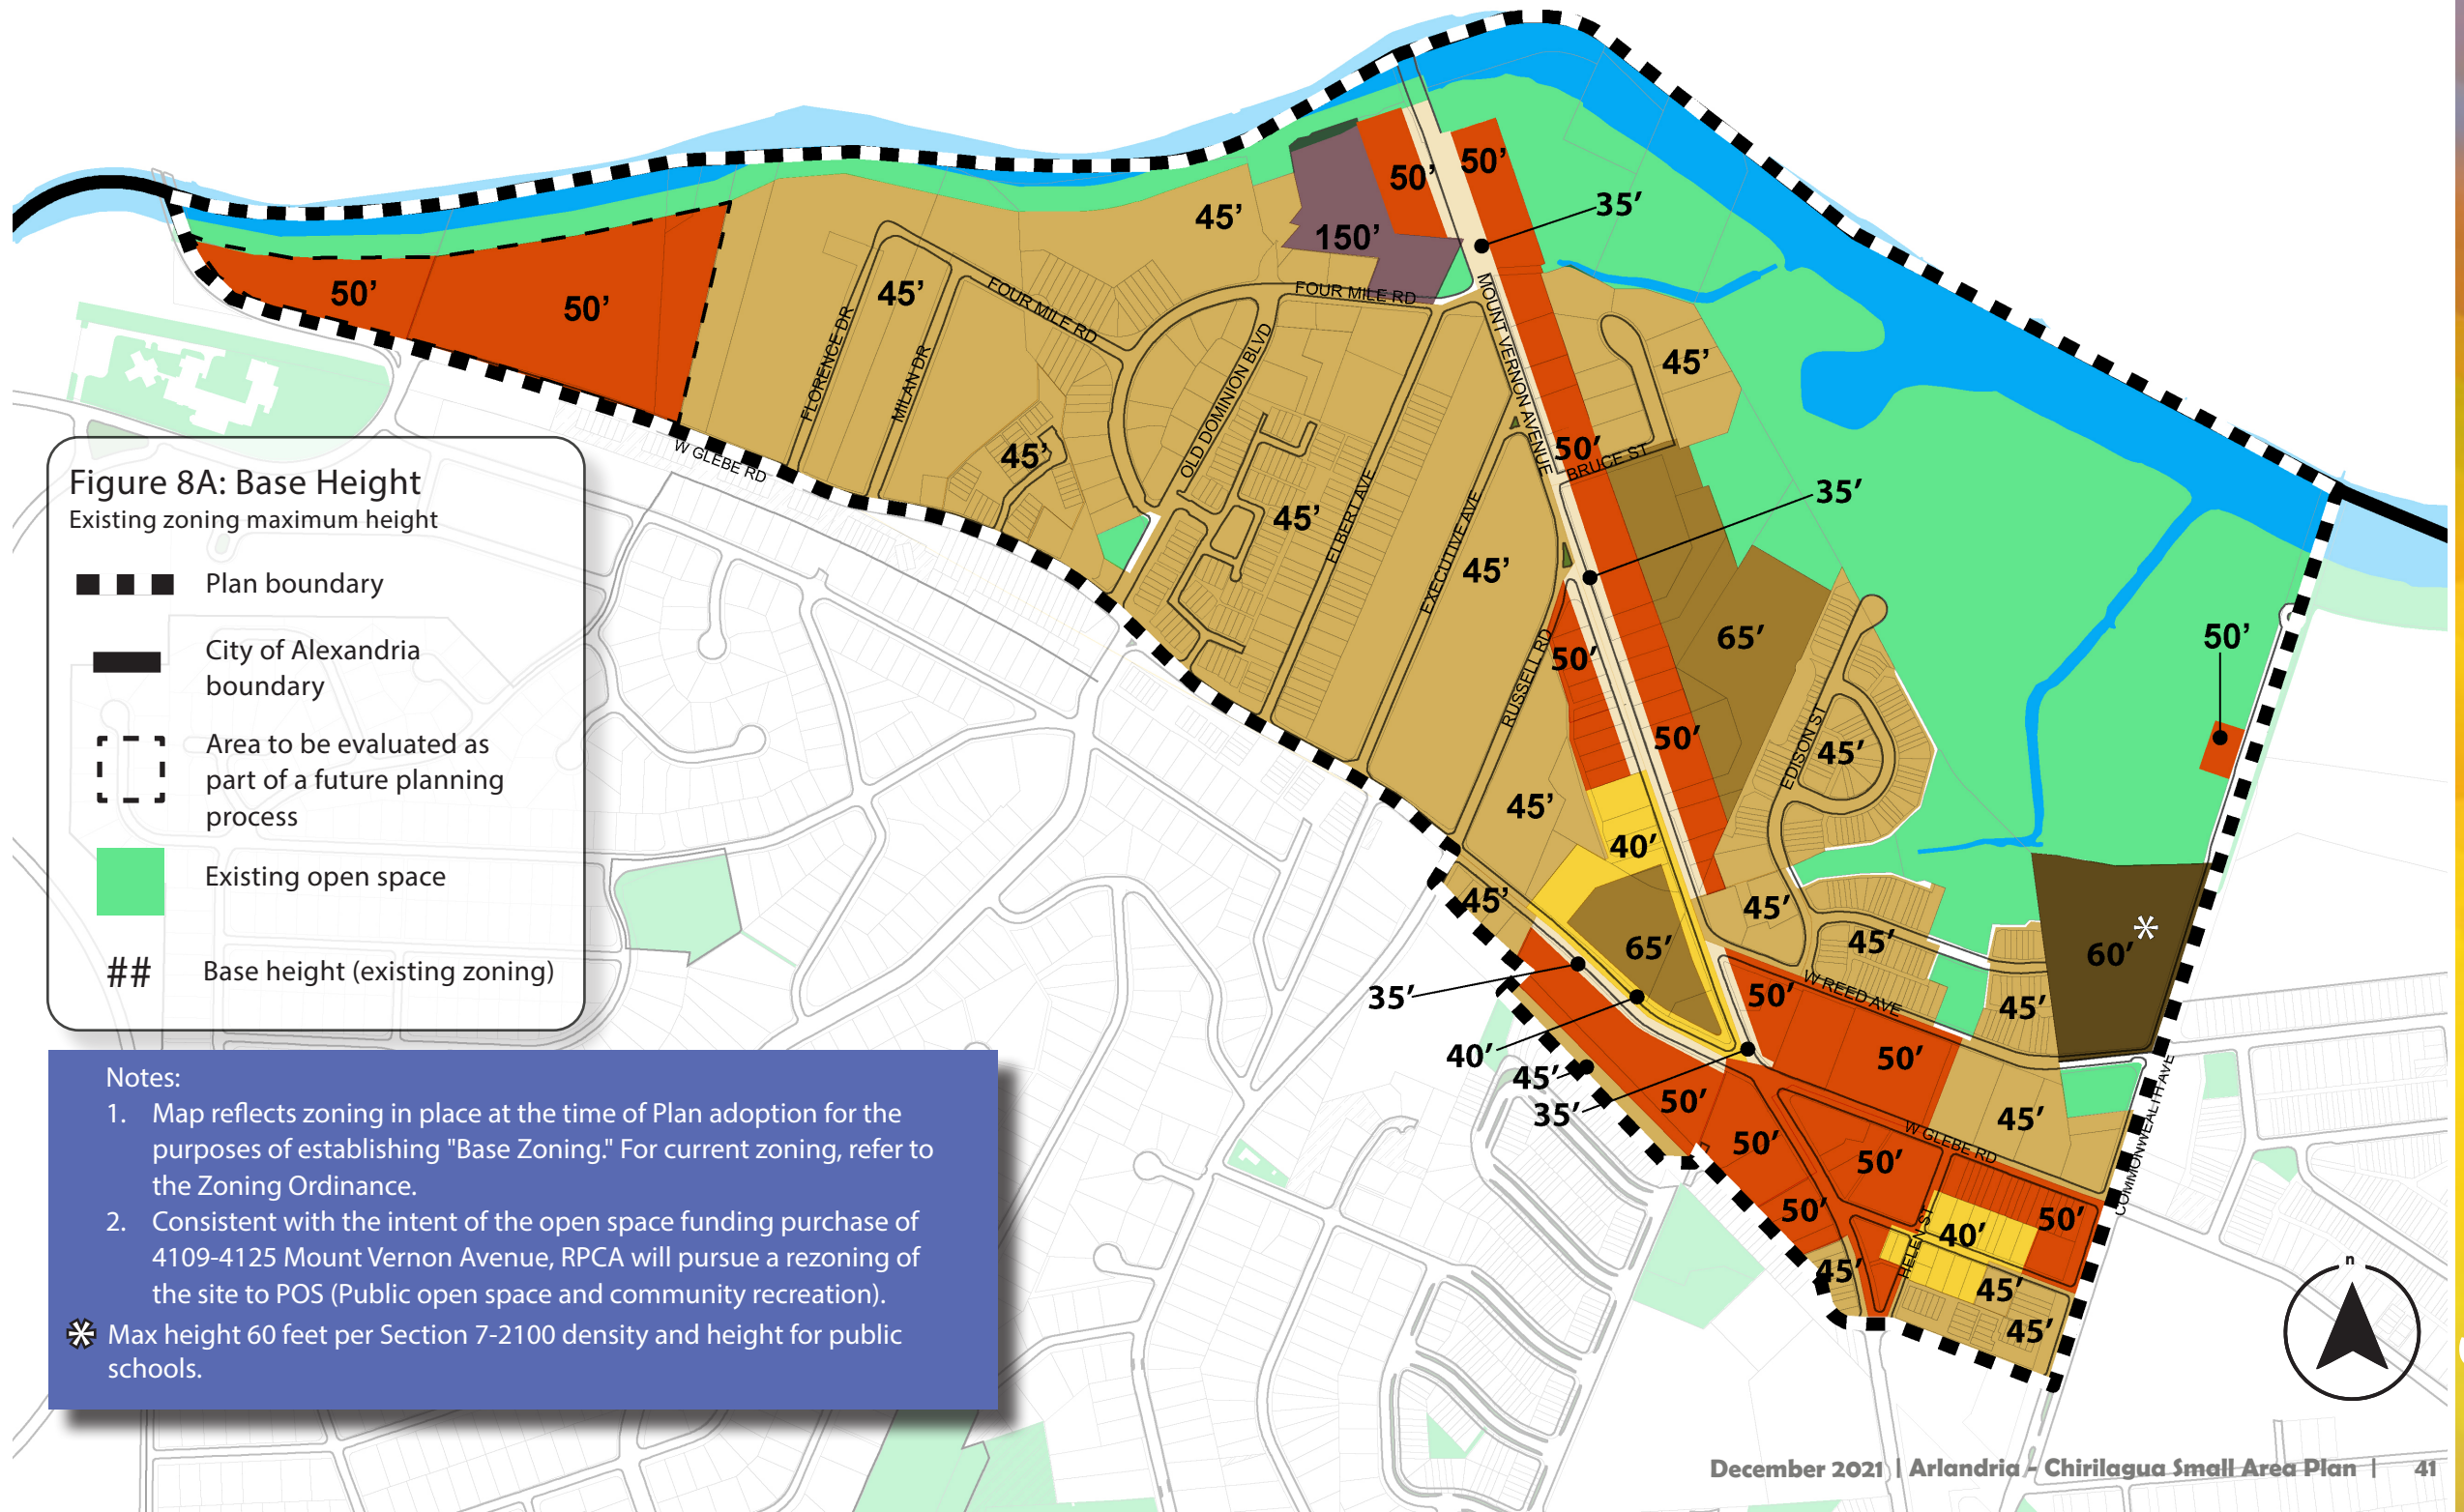 50’
50’
35’
45’
150’
50’
50’
45’
FOUR MILE RD
FOUR MILE RD
MOUNT VERNON AVENUE
FLORENCE DR
MILAN DR
OLD DOMINION BLVD
45’
W GLEBE RD
45’
45’
ELBERT AVE
EXECUTIVE AVE
45’
50’
BRUCE ST
35’
65’
RUSSELL RD
50’
50’
EDISON ST
45’
50’
45’
40’
45’
65’
45’
45’
60’
*
35’
40’
45’
35’
50’
W REED AVE
45’
50’
50’
45’
50’
50’
W GLEBE RD
COMMONWEALTH AVE
50’
HELEN ST
40’
50’
45’
45’
45’
n
Figure 8A: Base Height
Existing zoning maximum height
Plan boundary
City of Alexandria
boundary
Area to be evaluated as
part of a future planning
process
Existing open space
## Base height (existing zoning)
Notes:
1. Map reflects zoning in place at the time of Plan adoption for the
purposes of establishing "Base Zoning." For current zoning, refer to
the Zoning Ordinance.
2. Consistent with the intent of the open space funding purchase of
4109-4125 Mount Vernon Avenue, RPCA will pursue a rezoning of
the site to POS (Public open space and community recreation).
* Max height 60 feet per Section 7-2100 density and height for public
schools.
December 2021 | Arlandria - Chirilagua Small Area Plan | 41